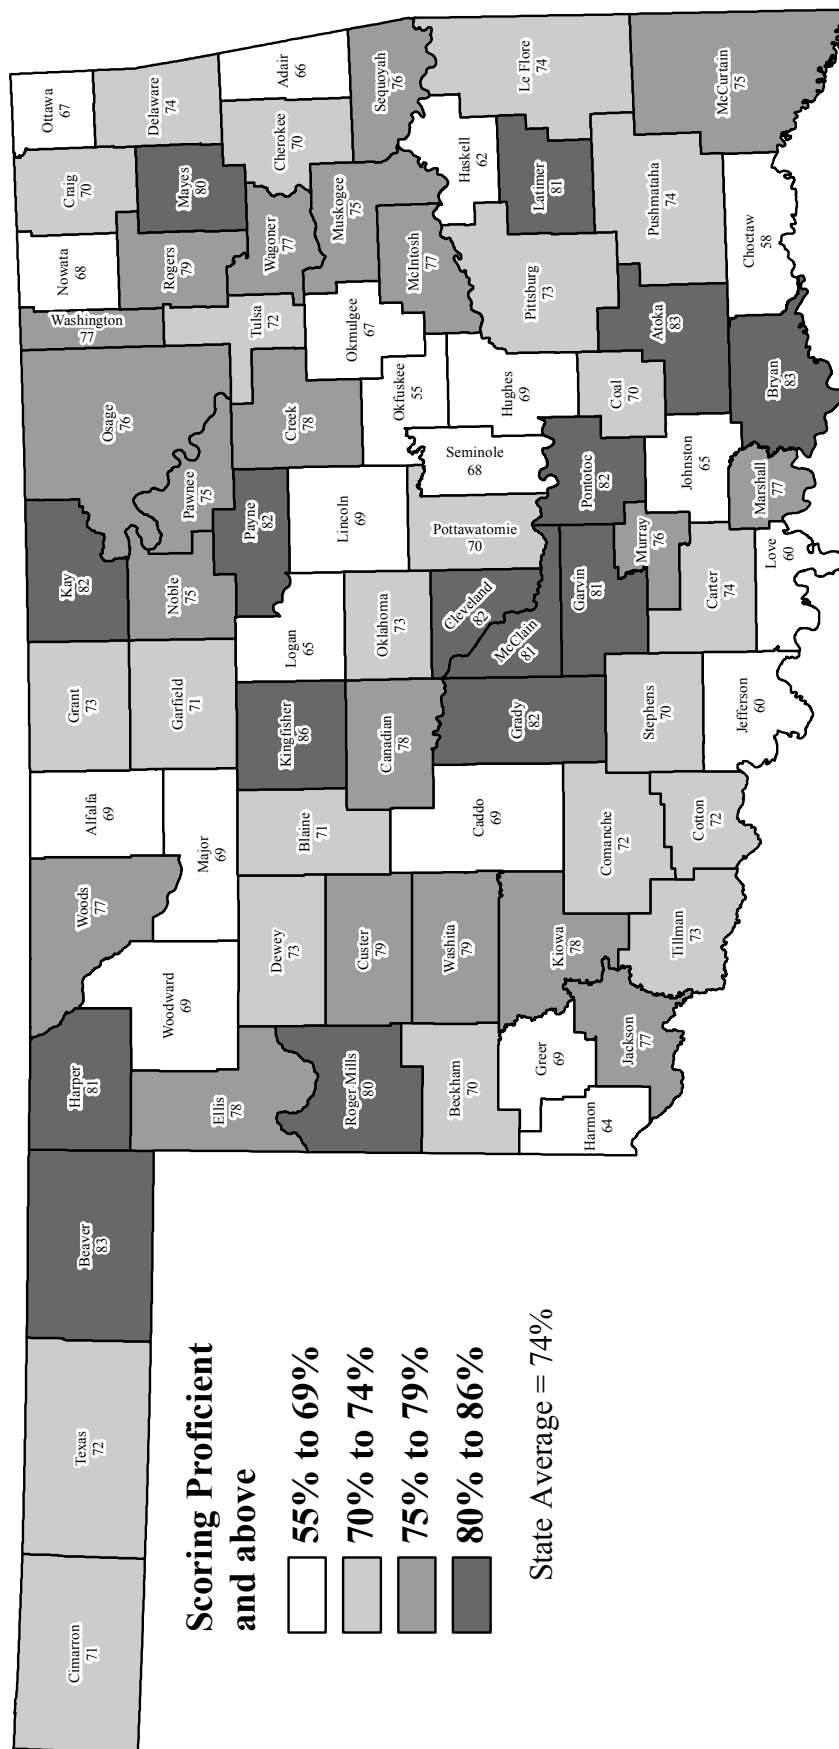 Cimarron
71
Texas
72
Beaver
83
Harper
81
Woods
77
Alfalfa
69
Grant
73
Kay
82
Osage
76
Washington
77
Nowata
68
Craig
70
Ottawa
67
Ellis
78
Woodward
69
Major
69
Garfield
71
Noble
75
Pawnee
75
Rogers
79
Mayes
80
Delaware
74
Roger Mills
80
Dewey
73
Blaine
71
Kingfisher
86
Logan
65
Payne
82
Creek
78
Tulsa
72
Wagoner
77
Cherokee
70
Adair
66
Custer
79
Canadian
78
Oklahoma
73
Lincoln
69
Okfuskee
55
Okmulgee
67
Muskogee
75
Sequoyah
76
Beckham
70
Washita
79
Caddo
69
Grady
82
McClain
81
Cleveland
82
Pottawatomie
70
Seminole
68
Hughes
69
McIntosh
77
Haskell
62
Harmon
64
Greer
69
Kiowa
78
Comanche
72
Stephens
70
Garvin
81
Pontotoc
82
Coal
70
Pittsburg
73
Latimer
81
Le Flore
74
Jackson
77
Tillman
73
Cotton
72
Jefferson
60
Carter
74
Murray
76
Johnston
65
Atoka
83
Pushmataha
74
McCurtain
75
Love
60
Marshall
77
Bryan
83
Choctaw
58
Scoring Proficient
and above
55% to 69%
70% to 74%
75% to 79%
80% to 86%
State Average = 74%